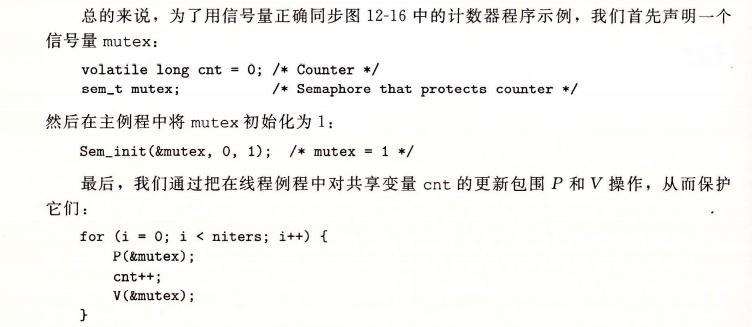 总的来说，为了用信号量正确同步图 12-16 中的计数器程序示例，我们首先声明一个
信号量 mutex：
volatile long cnt = 0; /* Counter */
sem_t mutex; /* Semaphore that protects counter */
然后在主例程中将 mutex 初始化为 1：
Sem_init(&mutex, 0, 1); /* mutex = 1 */
最后，我们通过把在线程例程中对共享变量 cnt 的更新包围 P 和 V 操作，从而保护
它们：
for (i = 0; i < niters; i++) {
P(&mutex);
cnt++;
V(&mutex);
}